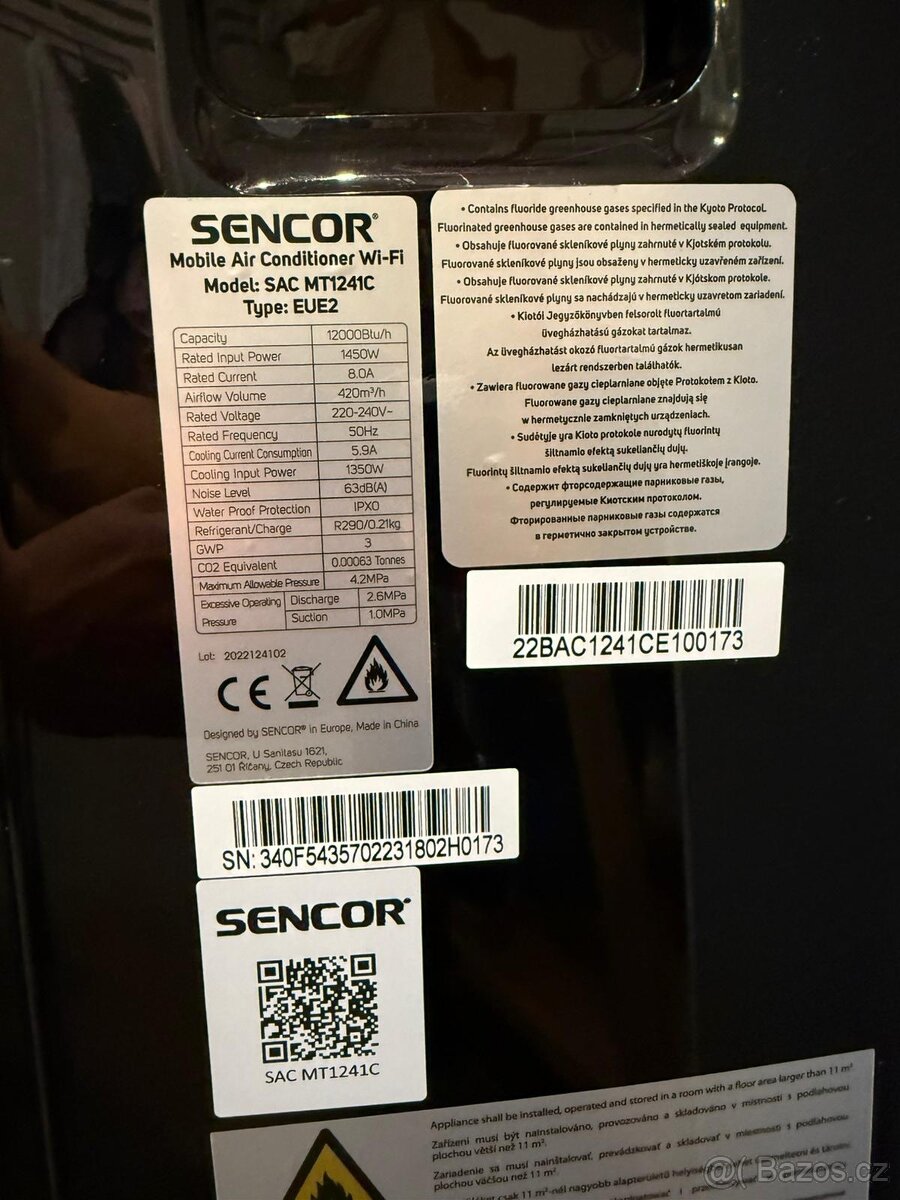 SENCOR®
Mobile Air Conditioner Wi-Fi
Model: SAC MT1241C
Type: EUE2
Capacity 12000Btu/h
Rated Input Power 1450W
Rated Current 8.0A
Airflow Volume 420m³/h
Rated Voltage 220-240V~
Rated Frequency 50Hz
Cooling Current Consumption 5.9A
Cooling Input Power 1350W
Noise Level 63dB(A)
Water Proof Protection IPX0
Refrigerant/Charge R290/0.21kg
GWP 3
CO2 Equivalent 0.00063 Tonnes
Maximum Allowable Pressure 4.2MPa
Excessive Operating Pressure Discharge 2.6MPa
Suction 1.0MPa
Lot: 2022124102
CE
Designed by SENCOR® in Europe, Made in China
SENCOR, U Sanitasu 1621,
251 01 Říčany, Czech Republic
• Contains fluoride greenhouse gases specified in the Kyoto Protocol.
Fluorinated greenhouse gases are contained in hermetically sealed equipment.
• Obsahuje fluorované skleníkové plyny zahrnuté v Kjótském protokolu.
Fluorované skleníkové plyny jsou obsaženy v hermeticky uzavřeném zařízení.
• Obsahuje fluorované skleníkové plyny zahrnuté v Kjótskom protokole.
Fluorované skleníkové plyny sa nachádzajú v hermeticky uzavretom zariadení.
• Kiotói Jegyzőkönyvben felsorolt fluortartalmú
üvegházhatású gázokat tartalmaz.
Az üvegházhatást okozó fluortartalmú gázok hermetikusan
lezárt rendszerben találhatók.
• Zawiera fluorowane gazy cieplarniane objęte Protokołem z Kioto.
Fluorowane gazy cieplarniane znajdują się
w hermetycznie zamkniętych urządzeniach.
• Sudėtyje yra Kioto protokole nurodytų fluorintų
šiltnamio efektą sukeliančių dujų.
Fluorintų šiltnamio efektą sukeliančių dujų yra hermetiškoje įrangoje.
• Содержит фторсодержащие парниковые газы,
регулируемые Киотским протоколом.
Фторированные парниковые газы содержатся
в герметично закрытом устройстве.
22BAC1241CE100173
SN: 340F5435702231802H0173
SENCOR®
SAC MT1241C
Appliance shall be installed, operated and stored in a room with a floor area larger than 11 m²
Zařízení musí být nainstalováno, provozováno a skladováno v místnosti s podlahovou
plochou větší než 11 m².
Zariadenie sa musí nainštalovať, prevádzkovať a skladovať v miestnosti s podlahovou
plochou väčšou než 11 m².
csak 11 m²-nél nagyobb alapterületű
@( Bazos.cz